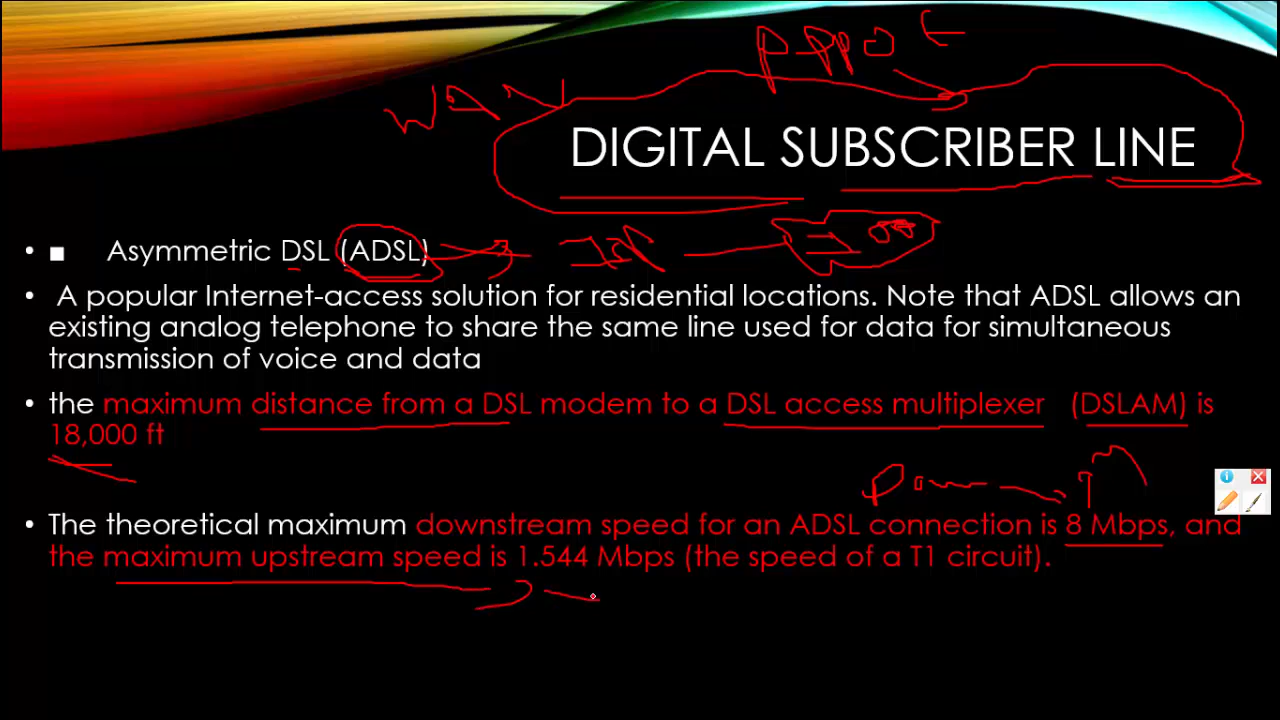 WAN
DIGITAL SUBSCRIBER LINE
• ■ Asymmetric DSL (ADSL)
• A popular Internet-access solution for residential locations. Note that ADSL allows an
existing analog telephone to share the same line used for data for simultaneous
transmission of voice and data
• the maximum distance from a DSL modem to a DSL access multiplexer (DSLAM) is
18,000 ft
• The theoretical maximum downstream speed for an ADSL connection is 8 Mbps, and
the maximum upstream speed is 1.544 Mbps (the speed of a T1 circuit).